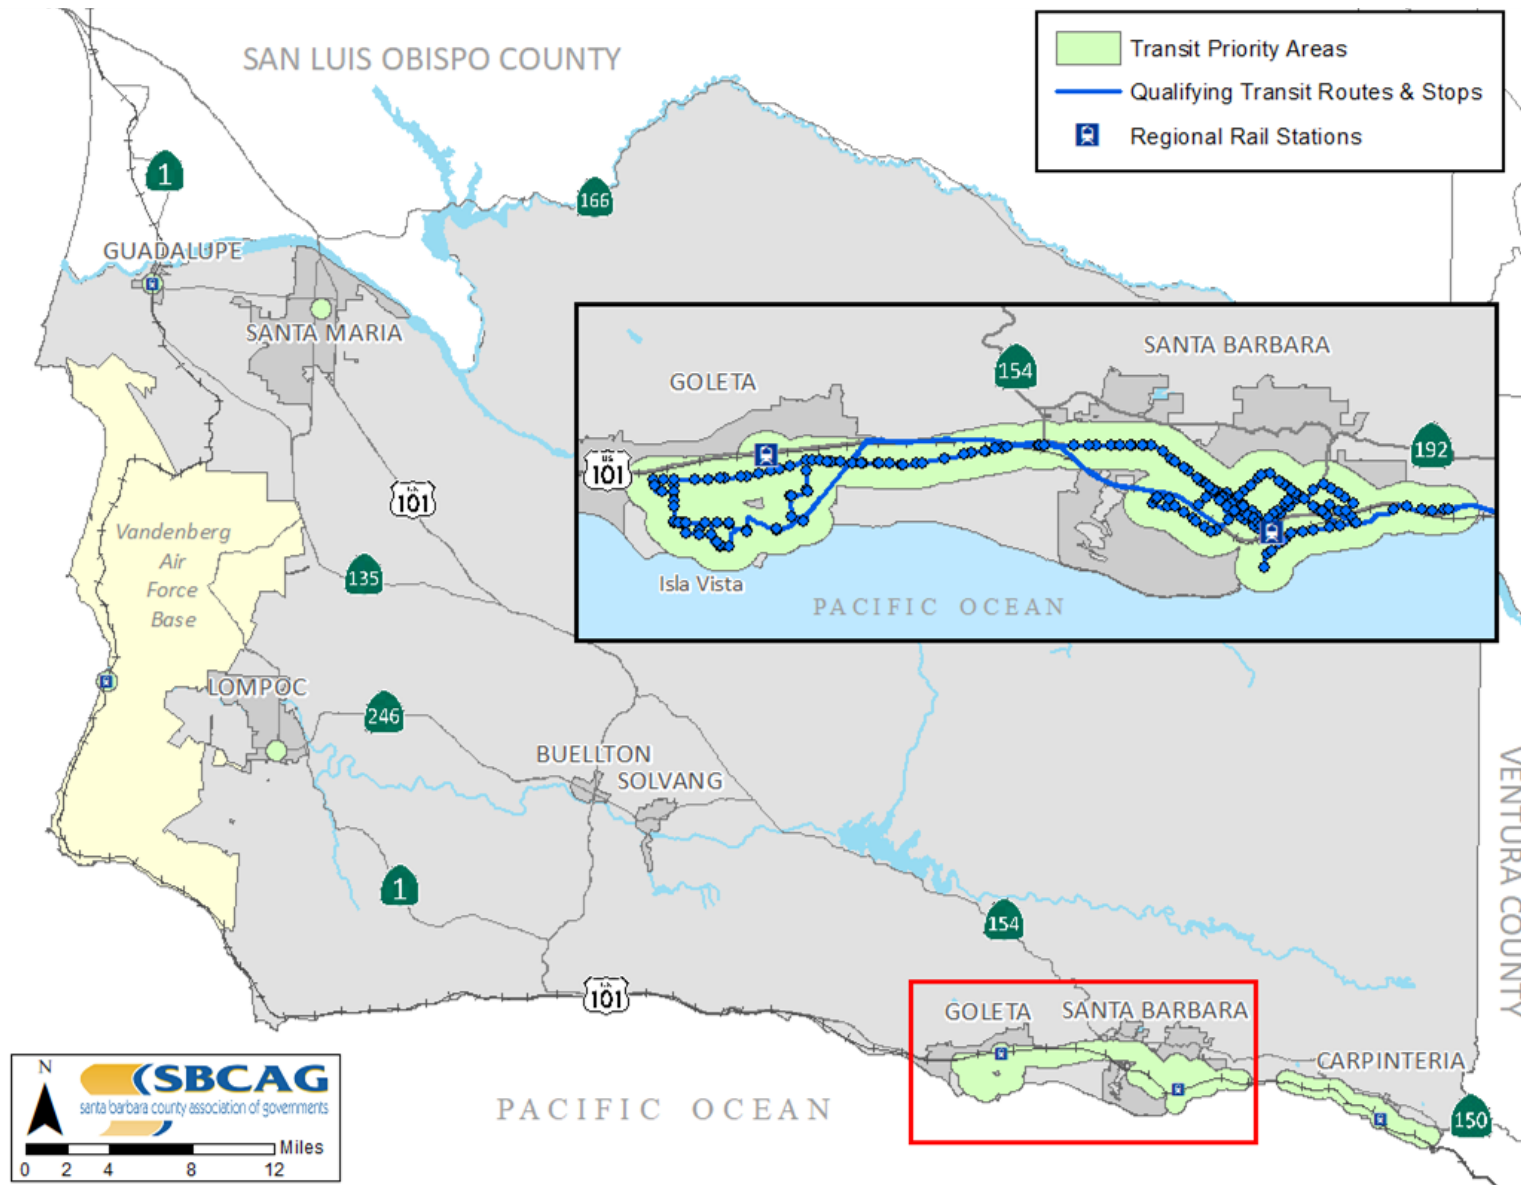 SAN LUIS OBISPO COUNTY
Transit Priority Areas
Qualifying Transit Routes & Stops
Regional Rail Stations
1
166
GUADALUPE
SANTA MARIA
GOLETA
154
SANTA BARBARA
192
US
101
Isla Vista
PACIFIC OCEAN
US
101
Vandenberg
Air
Force
Base
135
LOMPOC
246
BUELLTON
SOLVANG
VENTURA COUNTY
1
154
US
101
GOLETA
SANTA BARBARA
CARPINTERIA
150
PACIFIC OCEAN
N
SBCAG
santa barbara county association of governments
Miles
0 2 4 8 12